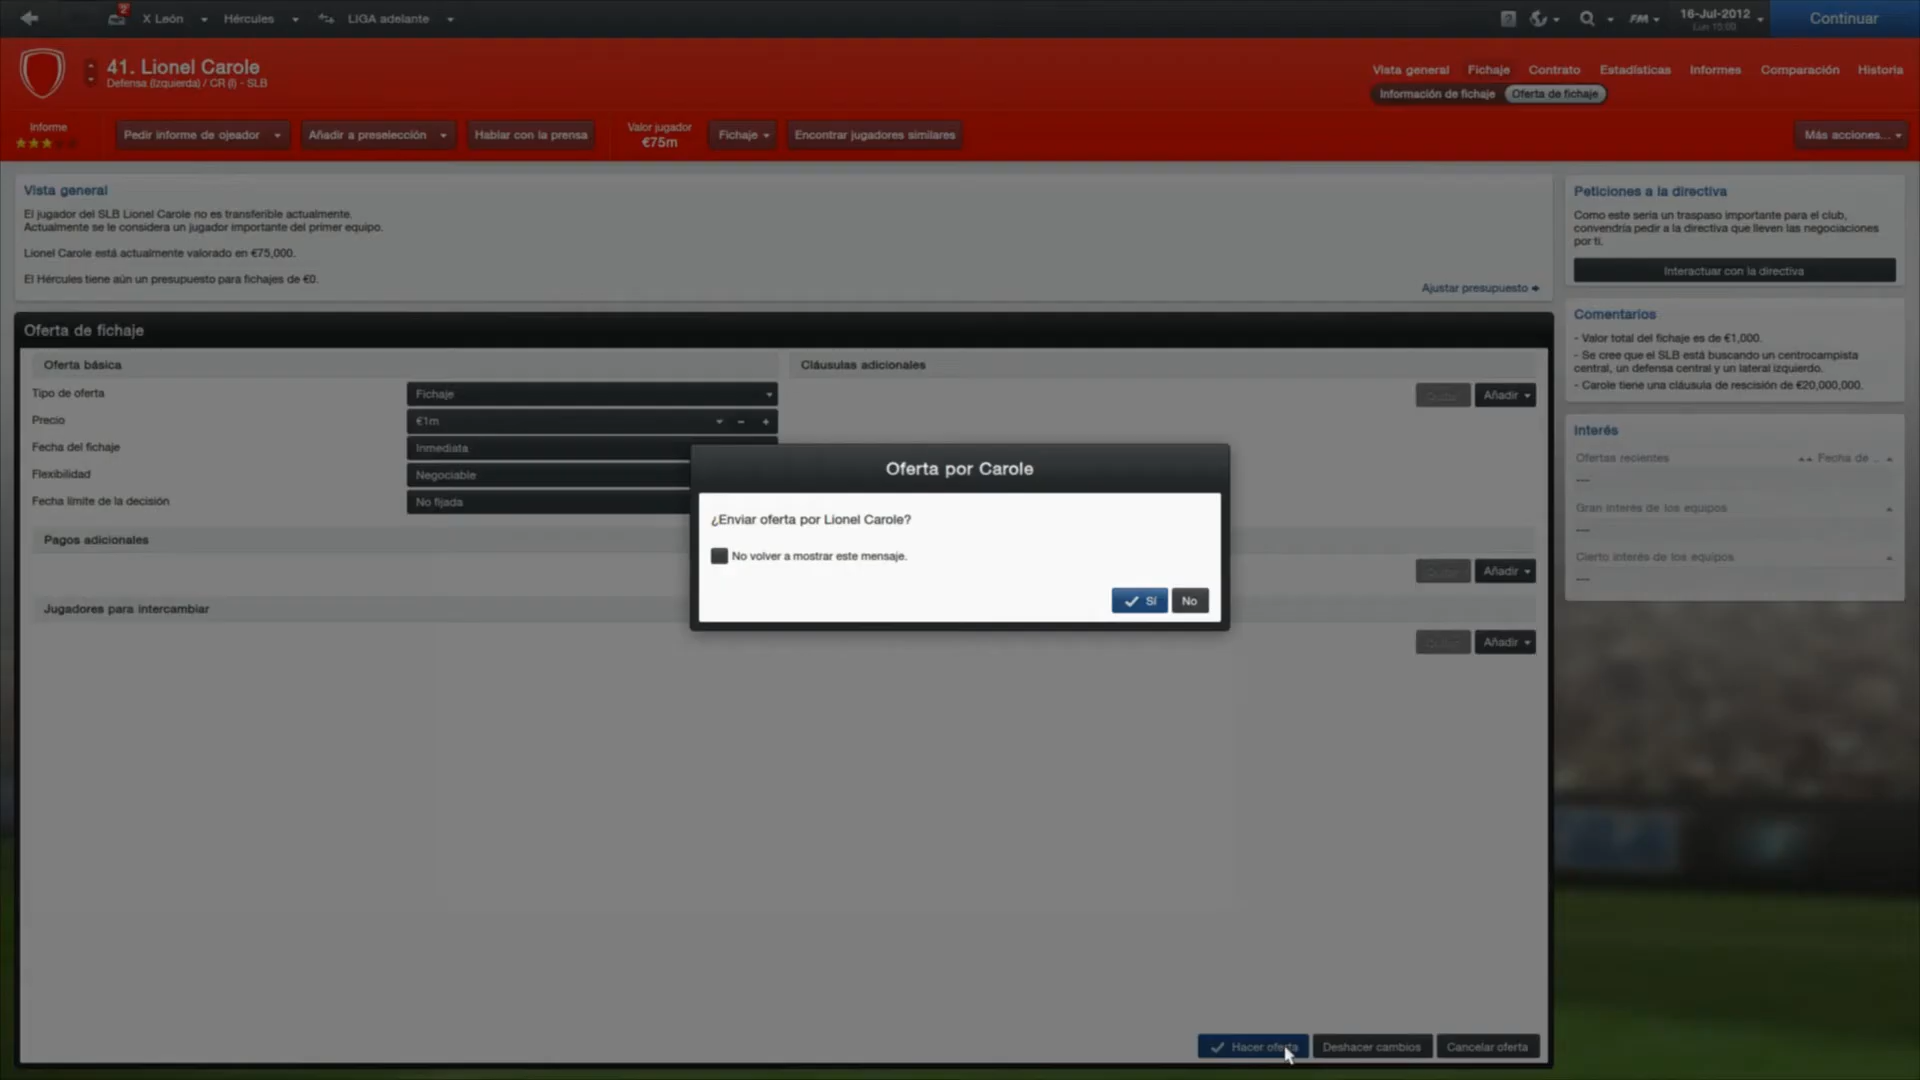 2
X León
Hércules
LIGA adelante
FM
16-Jul-2012
Lun 15:00
Continuar
41. Lionel Carole
Defensa (Izquierda) / CR (I) - SLB
Vista general
Fichaje
Contrato
Estadísticas
Informes
Comparación
Historia
Información de fichaje
Oferta de fichaje
Informe
Pedir informe de ojeador
Añadir a preselección
Hablar con la prensa
Valor jugador
€75m
Fichaje
Encontrar jugadores similares
Más acciones...
Vista general
El jugador del SLB Lionel Carole no es transferible actualmente.
Actualmente se le considera un jugador importante del primer equipo.
Lionel Carole está actualmente valorado en €75,000.
El Hércules tiene aún un presupuesto para fichajes de €0.
Ajustar presupuesto
Peticiones a la directiva
Como este sería un traspaso importante para el club,
convendría pedir a la directiva que lleven las negociaciones
por ti.
Interactuar con la directiva
Comentarios
- Valor total del fichaje es de €1,000.
- Se cree que el SLB está buscando un centrocampista
central, un defensa central y un lateral izquierdo.
- Carole tiene una cláusula de rescisión de €20,000,000.
Interés
Ofertas recientes
Fecha de ...
---
Gran interés de los equipos
---
Cierto interés de los equipos
---
Oferta de fichaje
Oferta básica
Tipo de oferta
Fichaje
Precio
€1m
Fecha del fichaje
Inmediata
Flexibilidad
Negociable
Fecha límite de la decisión
No fijada
Cláusulas adicionales
Añadir
Pagos adicionales
Añadir
Jugadores para intercambiar
Añadir
Oferta por Carole
¿Enviar oferta por Lionel Carole?
No volver a mostrar este mensaje.
Sí
No
Hacer oferta
Deshacer cambios
Cancelar oferta